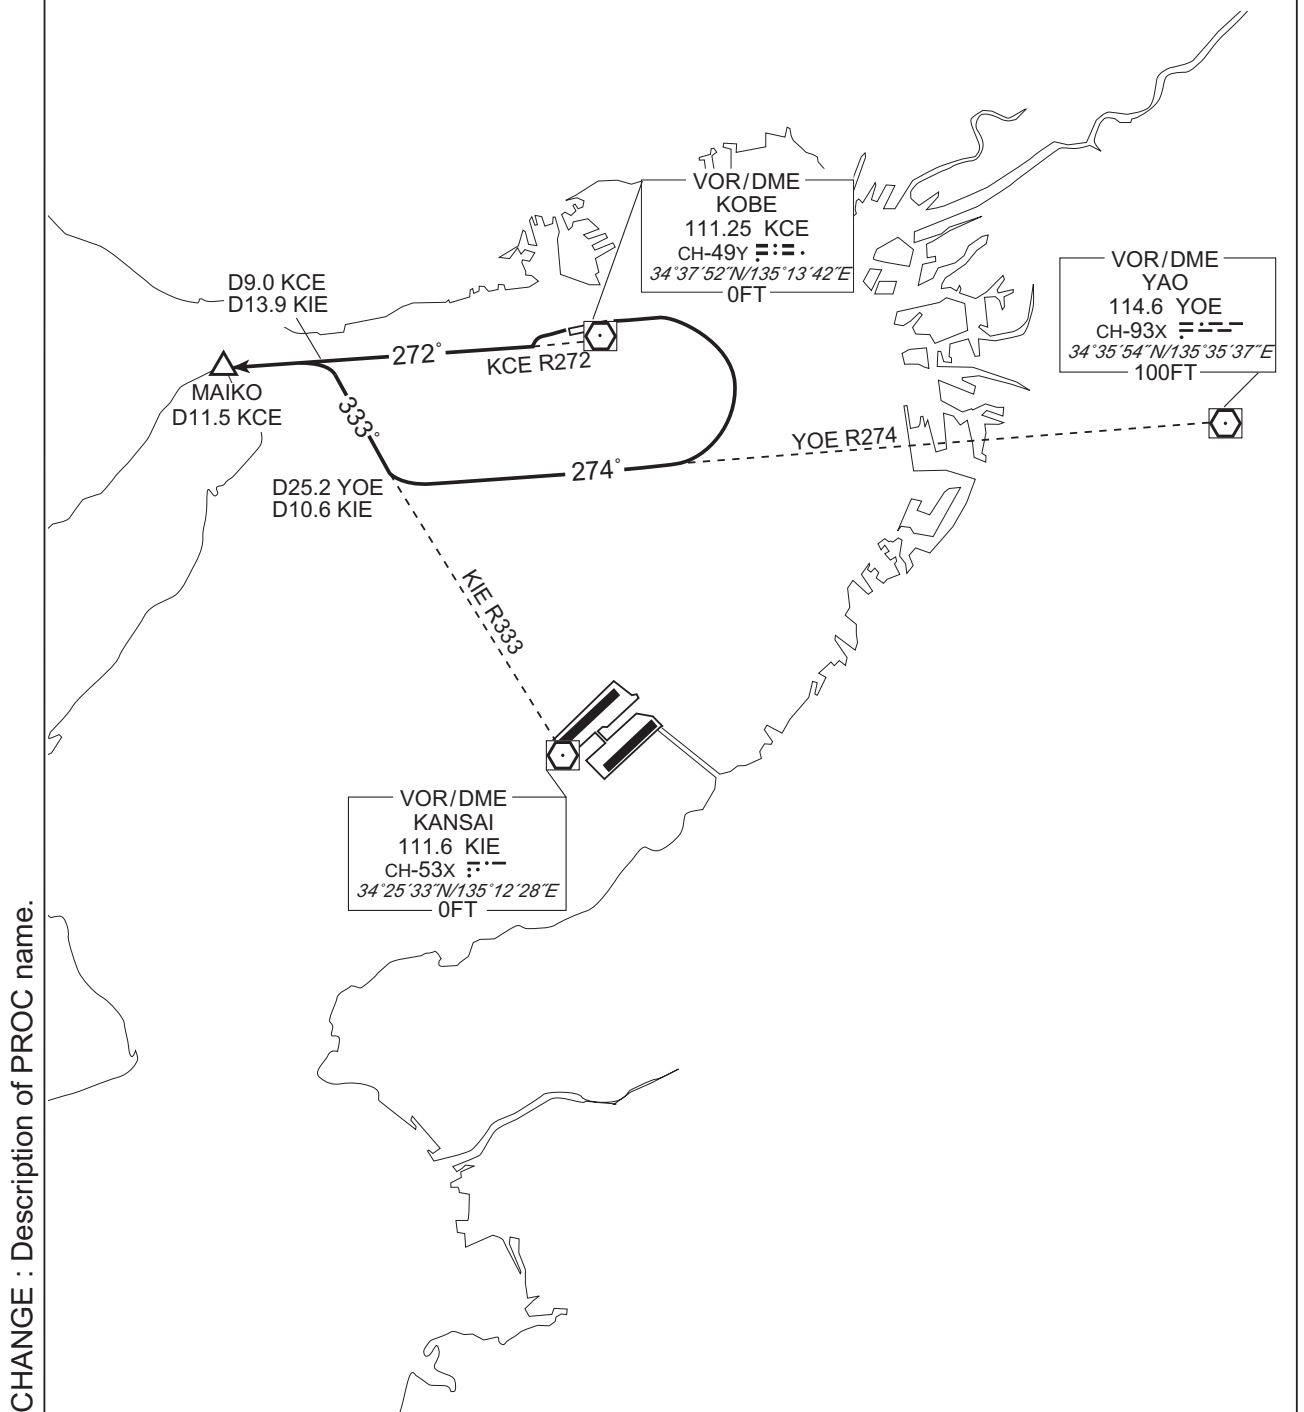 VOR/DME
KOBE
111.25 KCE
CH-49Y
34°37′52″N/135°13′42″E
0FT
VOR/DME
YAO
114.6 YOE
CH-93X
34°35′54″N/135°35′37″E
100FT
D9.0 KCE
D13.9 KIE
272°
KCE R272
MAIKO
D11.5 KCE
333°
YOE R274
274°
D25.2 YOE
D10.6 KIE
KIE R333
VOR/DME
KANSAI
111.6 KIE
CH-53X
34°25′33″N/135°12′28″E
0FT
CHANGE : Description of PROC name.